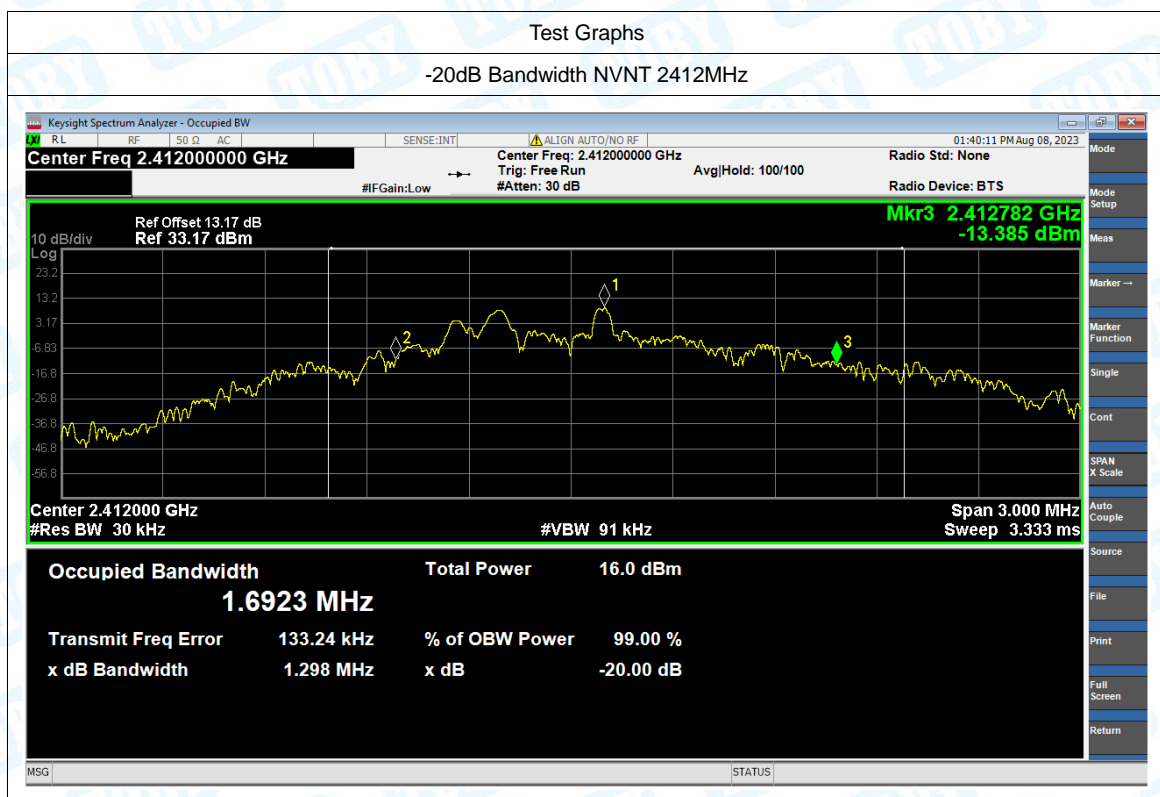 Test Graphs
-20dB Bandwidth NVNT 2412MHz
Keysight Spectrum Analyzer - Occupied BW
LXI RL RF 50 Ω AC SENSE:INT ALIGN AUTO/NO RF 01:40:11 PM Aug 08, 2023
Center Freq 2.412000000 GHz Center Freq: 2.412000000 GHz Radio Std: None
Trig: Free Run Avg|Hold: 100/100
#IFGain:Low #Atten: 30 dB Radio Device: BTS
Mkr3 2.412782 GHz
-13.385 dBm
Ref Offset 13.17 dB
10 dB/div Ref 33.17 dBm
Log
23.2
13.2
3.17
-6.83
-16.8
-26.8
-36.8
-46.8
-56.8
1
2
3
Center 2.412000 GHz Span 3.000 MHz
#Res BW 30 kHz #VBW 91 kHz Sweep 3.333 ms
Occupied Bandwidth Total Power 16.0 dBm
1.6923 MHz
Transmit Freq Error 133.24 kHz % of OBW Power 99.00 %
x dB Bandwidth 1.298 MHz x dB -20.00 dB
MSG STATUS
Mode
Mode
Setup
Meas
Marker→
Marker
Function
Single
Cont
SPAN
X Scale
Auto
Couple
Source
File
Print
Full
Screen
Return
TOBY